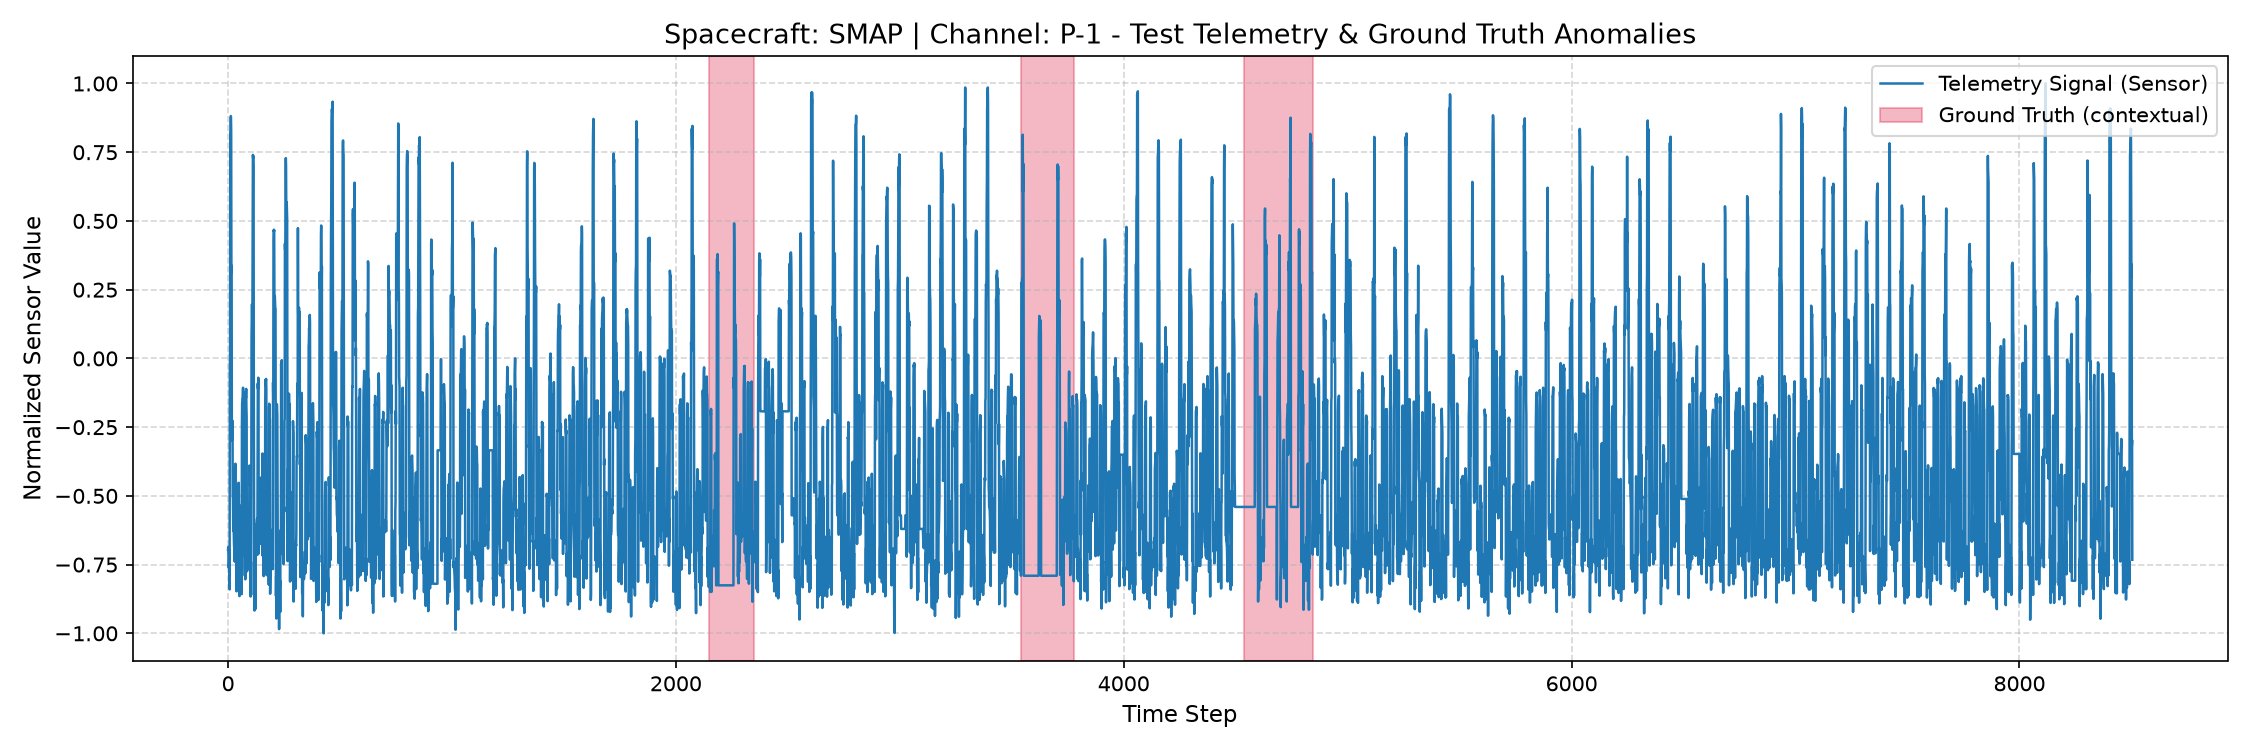 Spacecraft: SMAP | Channel: P-1 - Test Telemetry & Ground Truth Anomalies
Telemetry Signal (Sensor)
Ground Truth (contextual)
Normalized Sensor Value
1.00
0.75
0.50
0.25
0.00
−0.25
−0.50
−0.75
−1.00
0 2000 4000 6000 8000
Time Step